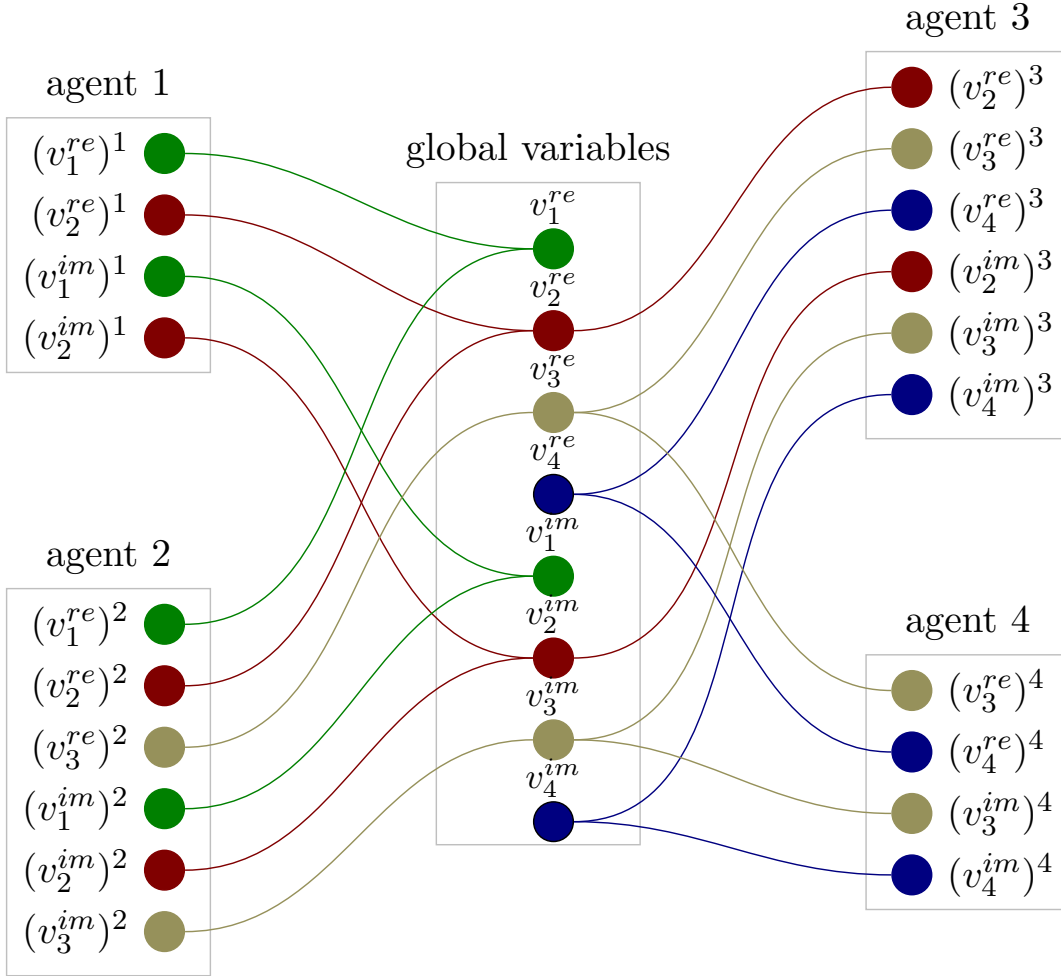 agent 1
(v_1^{re})^1
(v_2^{re})^1
(v_1^{im})^1
(v_2^{im})^1
agent 2
(v_1^{re})^2
(v_2^{re})^2
(v_3^{re})^2
(v_1^{im})^2
(v_2^{im})^2
(v_3^{im})^2
global variables
v_1^{re}
v_2^{re}
v_3^{re}
v_4^{re}
v_1^{im}
v_2^{im}
v_3^{im}
v_4^{im}
agent 3
(v_2^{re})^3
(v_3^{re})^3
(v_4^{re})^3
(v_2^{im})^3
(v_3^{im})^3
(v_4^{im})^3
agent 4
(v_3^{re})^4
(v_4^{re})^4
(v_3^{im})^4
(v_4^{im})^4